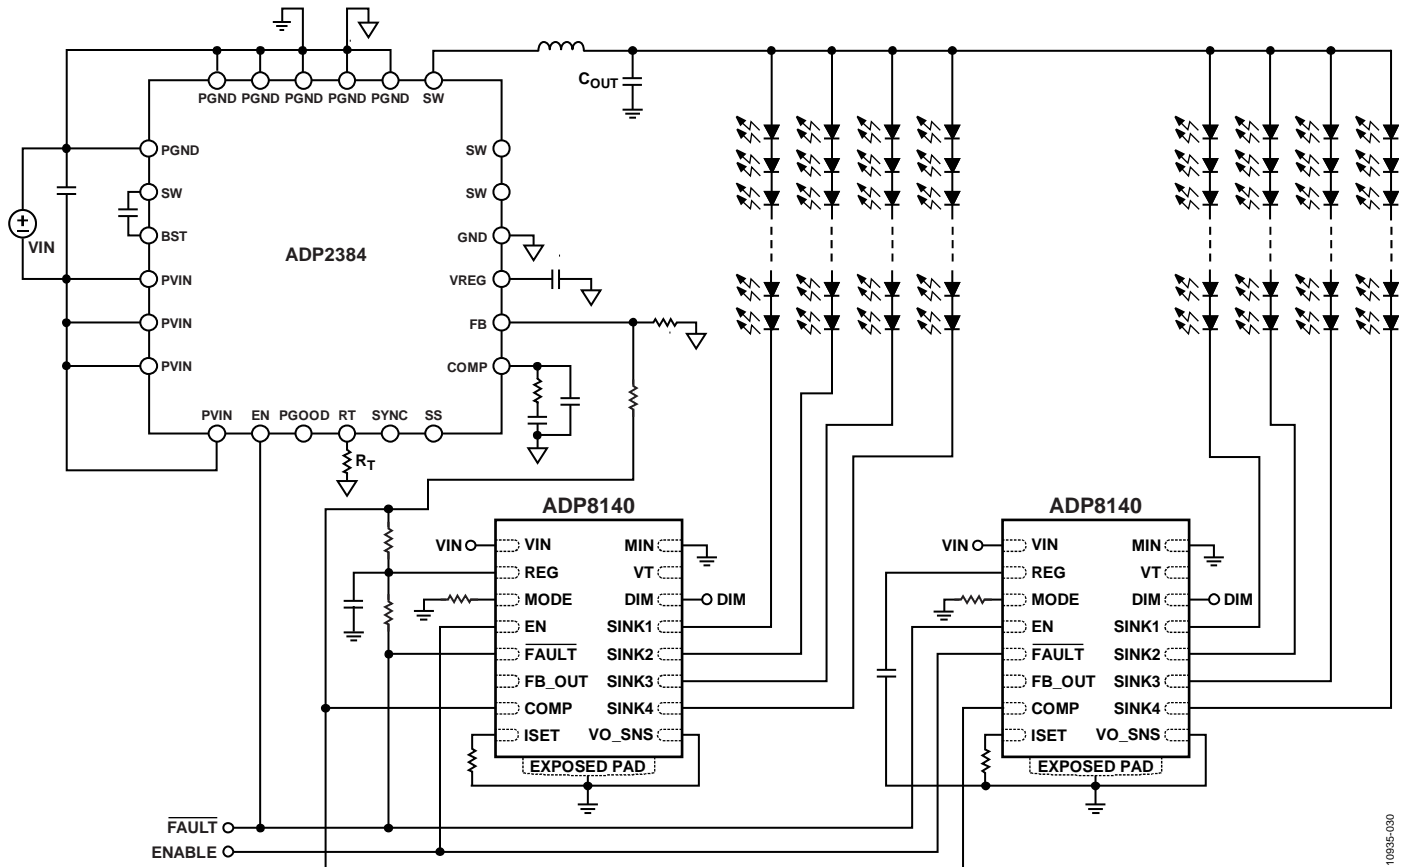 PGND PGND PGND PGND PGND SW
C_OUT
PGND
SW
SW
SW
VIN
BST
ADP2384
GND
PVIN
VREG
PVIN
FB
PVIN
COMP
PVIN EN PGOOD RT SYNC SS
R_T
ADP8140
VIN
VIN
MIN
REG
VT
MODE
DIM
DIM
EN
SINK1
FAULT
SINK2
FB_OUT
SINK3
COMP
SINK4
ISET
VO_SNS
EXPOSED PAD
ADP8140
VIN
VIN
MIN
REG
VT
MODE
DIM
DIM
EN
SINK1
FAULT
SINK2
FB_OUT
SINK3
COMP
SINK4
ISET
VO_SNS
EXPOSED PAD
FAULT
ENABLE
10935-030